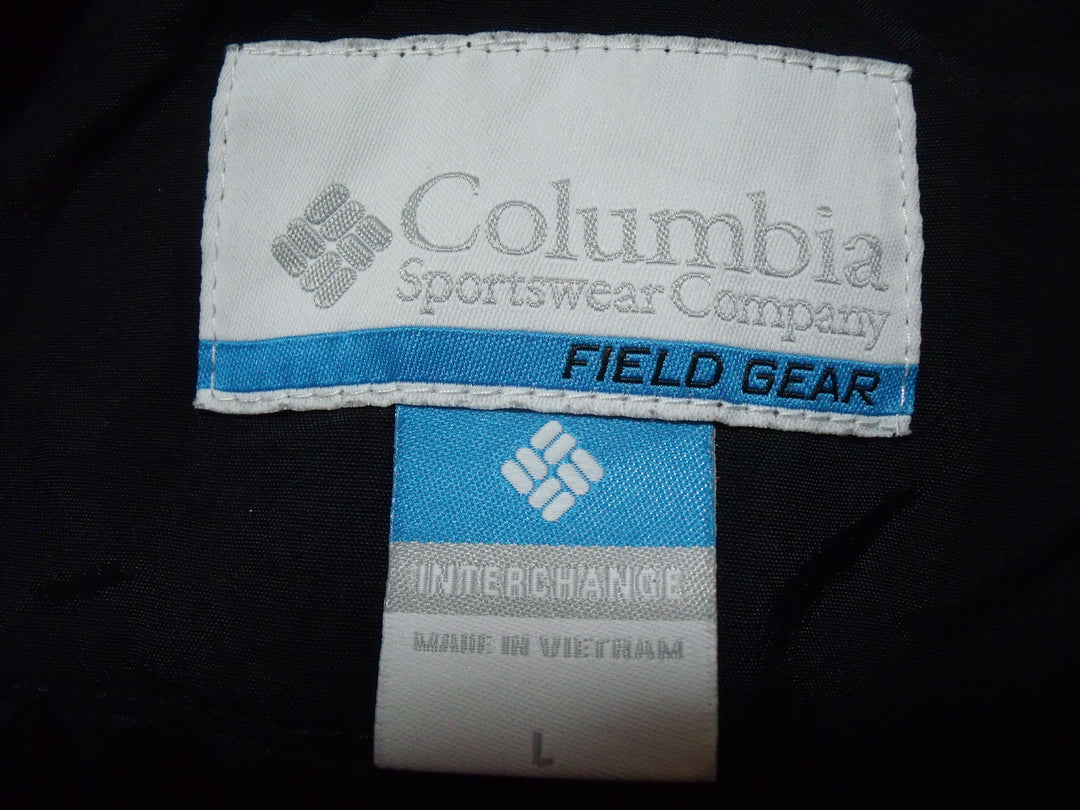 Columbia
Sportswear Company
FIELD GEAR
INTERCHANGE
MADE IN VIETNAM
L